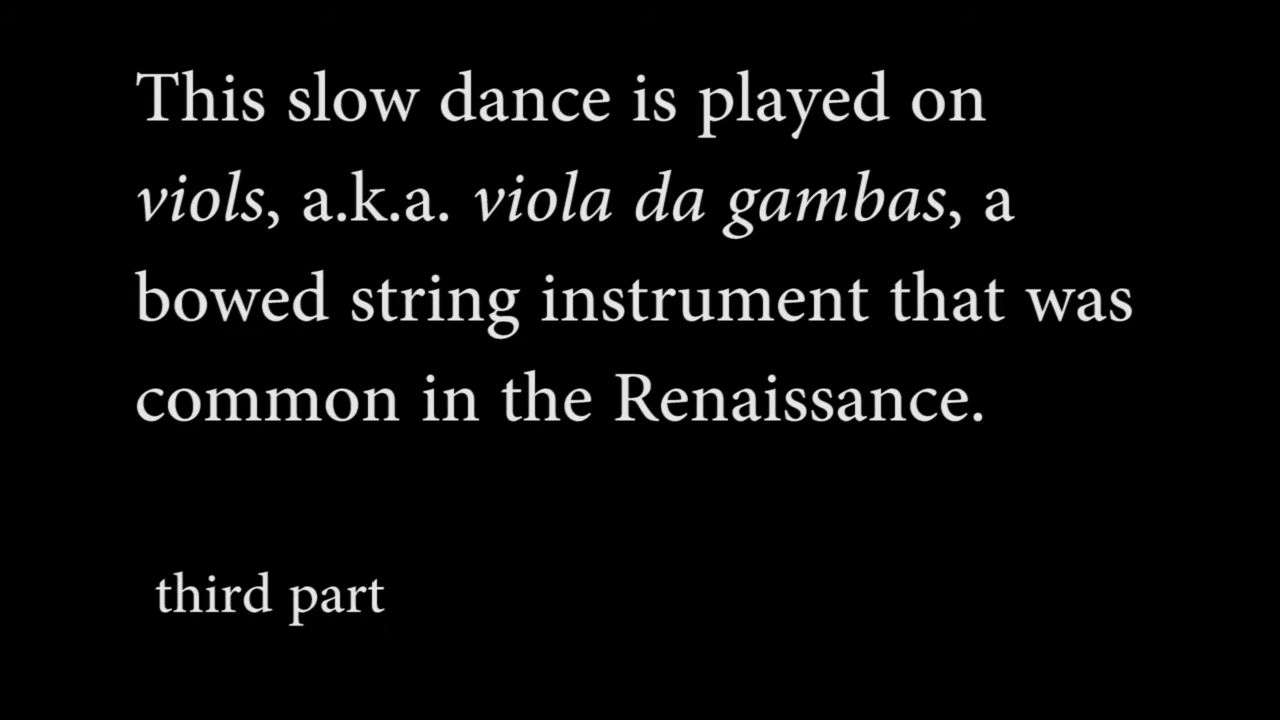 This slow dance is played on
viols, a.k.a. viola da gambas, a
bowed string instrument that was
common in the Renaissance.
third part